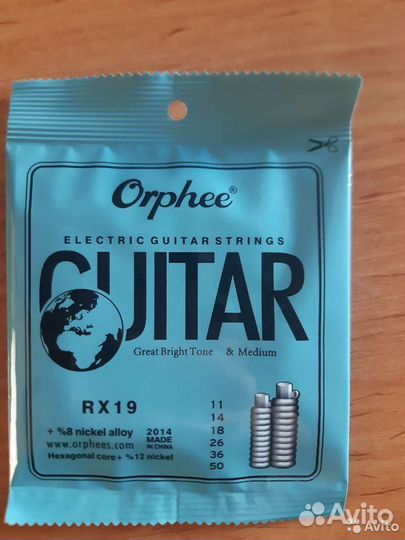 Orphee®
ELECTRIC GUITAR STRINGS
GUITAR
Great Bright Tone & Medium
RX19
+ %8 nickel alloy
www.orphees.com
Hexagonal core+ %12 nickel
2014
MADE
IN CHINA
11
14
18
26
36
50
Avito
Avito